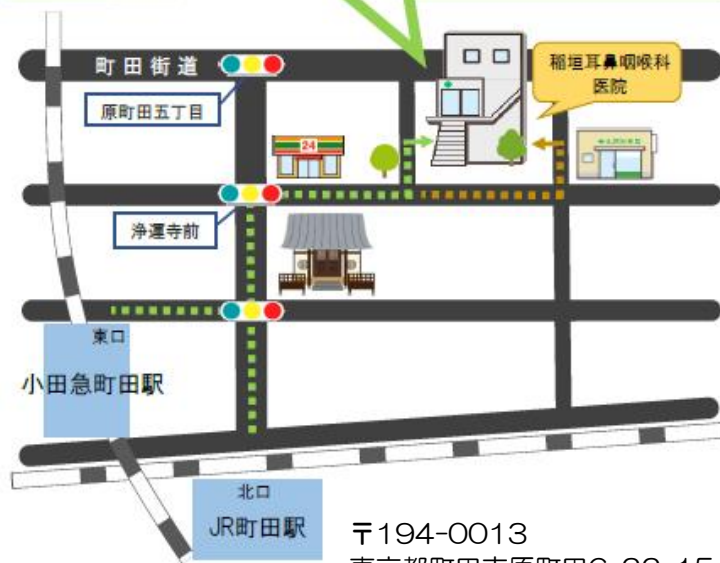 町田街道
原町田五丁目
稲垣耳鼻咽喉科
医院
24
浄運寺前
東口
小田急町田駅
北口
JR町田駅
〒194-0013